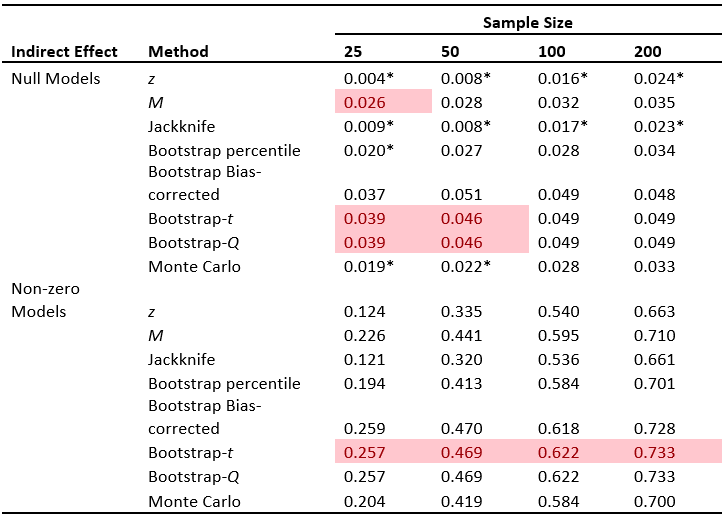 Sample Size
Indirect Effect Method 25 50 100 200
Null Models z 0.004* 0.008* 0.016* 0.024*
M 0.026 0.028 0.032 0.035
Jackknife 0.009* 0.008* 0.017* 0.023*
Bootstrap percentile 0.020* 0.027 0.028 0.034
Bootstrap Bias-
corrected 0.037 0.051 0.049 0.048
Bootstrap-t 0.039 0.046 0.049 0.049
Bootstrap-Q 0.039 0.046 0.049 0.049
Monte Carlo 0.019* 0.022* 0.028 0.033
Non-zero
Models z 0.124 0.335 0.540 0.663
M 0.226 0.441 0.595 0.710
Jackknife 0.121 0.320 0.536 0.661
Bootstrap percentile 0.194 0.413 0.584 0.701
Bootstrap Bias-
corrected 0.259 0.470 0.618 0.728
Bootstrap-t 0.257 0.469 0.622 0.733
Bootstrap-Q 0.257 0.469 0.622 0.733
Monte Carlo 0.204 0.419 0.584 0.700